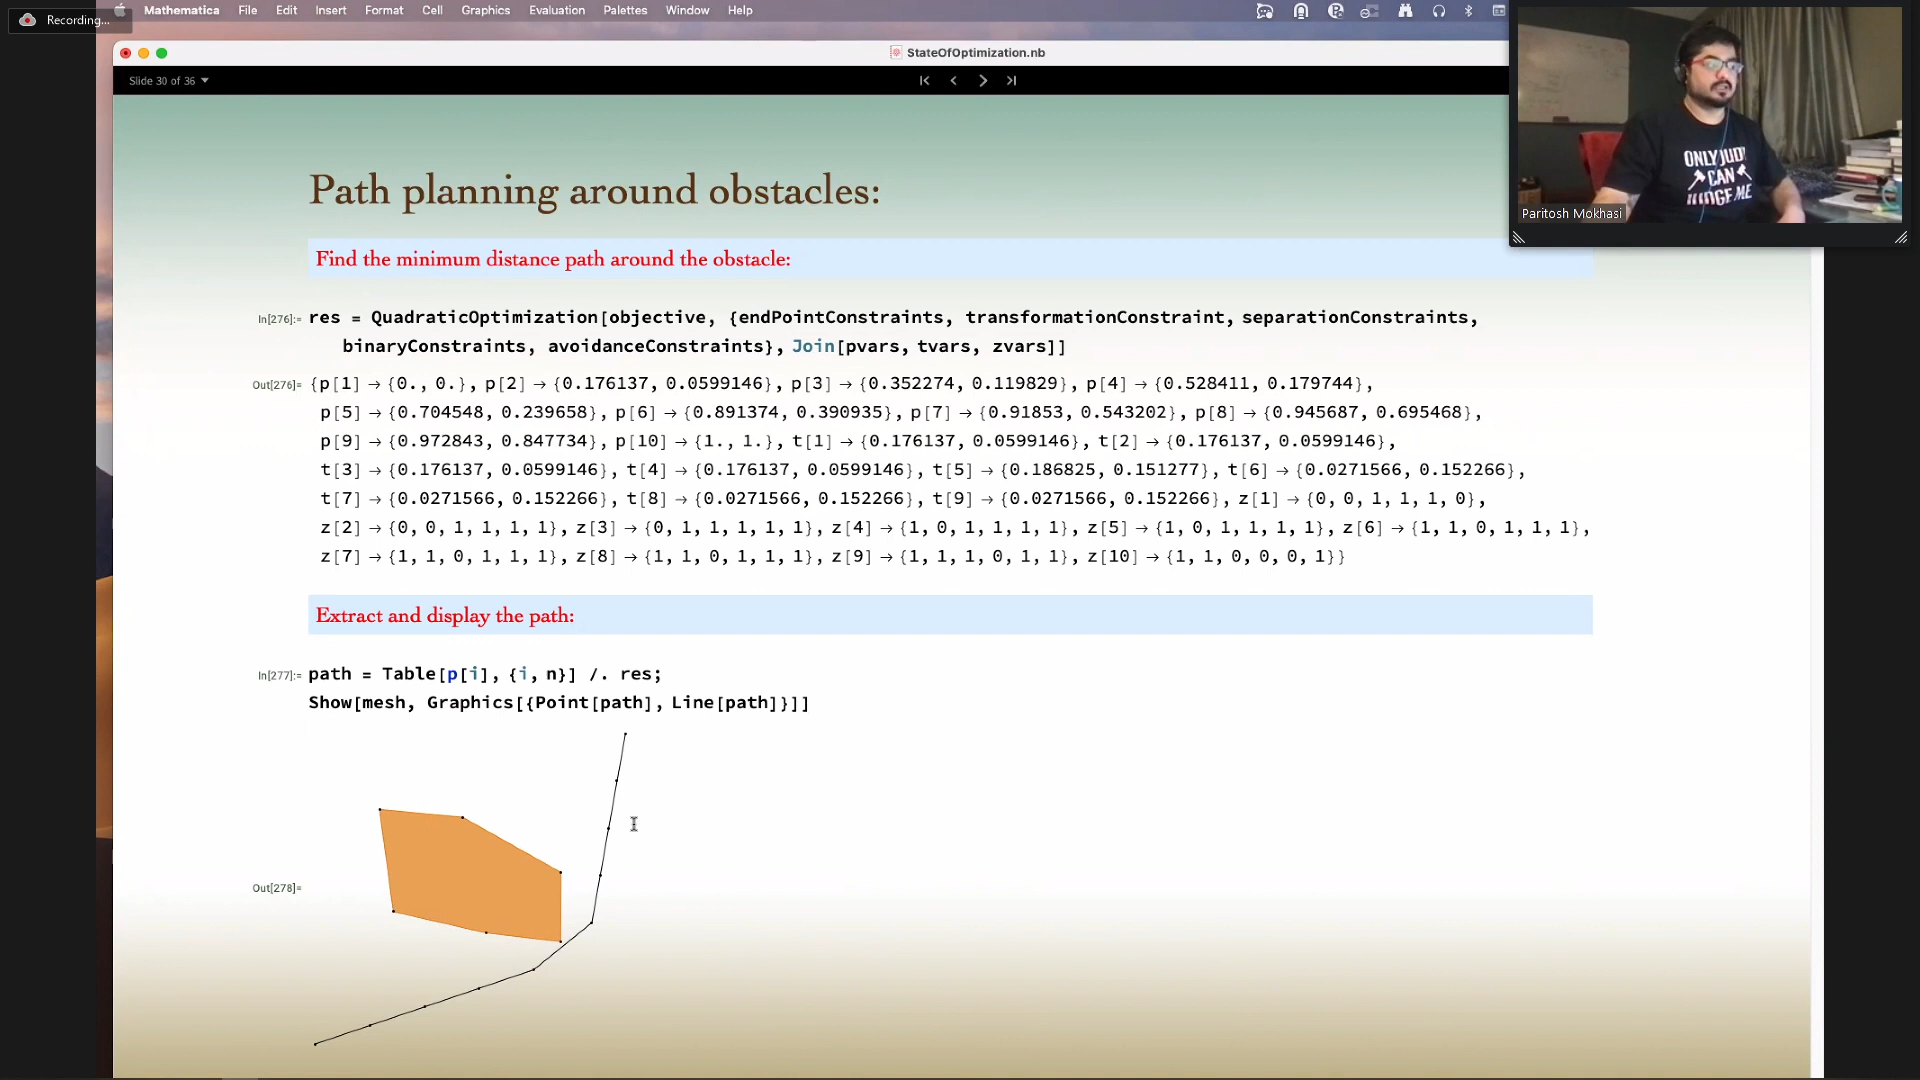 Recording...
Mathematica File Edit Insert Format Cell Graphics Evaluation Palettes Window Help
StateOfOptimization.nb
Slide 30 of 36
ONLY JUDY
CAN
JUDGE ME
Paritosh Mokhasi
Path planning around obstacles:
Find the minimum distance path around the obstacle:
In[276]:= res = QuadraticOptimization[objective, {endPointConstraints, transformationConstraint, separationConstraints,
binaryConstraints, avoidanceConstraints}, Join[pvars, tvars, zvars]]
Out[276]= {p[1] → {0., 0.}, p[2] → {0.176137, 0.0599146}, p[3] → {0.352274, 0.119829}, p[4] → {0.528411, 0.179744},
p[5] → {0.704548, 0.239658}, p[6] → {0.891374, 0.390935}, p[7] → {0.91853, 0.543202}, p[8] → {0.945687, 0.695468},
p[9] → {0.972843, 0.847734}, p[10] → {1., 1.}, t[1] → {0.176137, 0.0599146}, t[2] → {0.176137, 0.0599146},
t[3] → {0.176137, 0.0599146}, t[4] → {0.176137, 0.0599146}, t[5] → {0.186825, 0.151277}, t[6] → {0.0271566, 0.152266},
t[7] → {0.0271566, 0.152266}, t[8] → {0.0271566, 0.152266}, t[9] → {0.0271566, 0.152266}, z[1] → {0, 0, 1, 1, 1, 0},
z[2] → {0, 0, 1, 1, 1, 1}, z[3] → {0, 1, 1, 1, 1, 1}, z[4] → {1, 0, 1, 1, 1, 1}, z[5] → {1, 0, 1, 1, 1, 1}, z[6] → {1, 1, 0, 1, 1, 1},
z[7] → {1, 1, 0, 1, 1, 1}, z[8] → {1, 1, 0, 1, 1, 1}, z[9] → {1, 1, 1, 0, 1, 1}, z[10] → {1, 1, 0, 0, 0, 1}}
Extract and display the path:
In[277]:= path = Table[p[i], {i, n}] /. res;
Show[mesh, Graphics[{Point[path], Line[path]}]]
Out[278]=